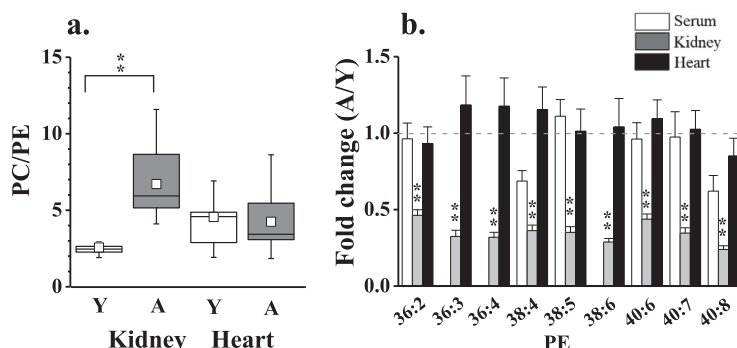 a.
PC/PE
15
10
5
0
**
Y A Y A
Kidney Heart
b.
Serum
Kidney
Heart
Fold change (A/Y)
1.5
1.0
0.5
0.0
** ** ** ** ** ** ** ** **
36:2 36:3 36:4 38:4 38:5 38:6 40:6 40:7 40:8
PE